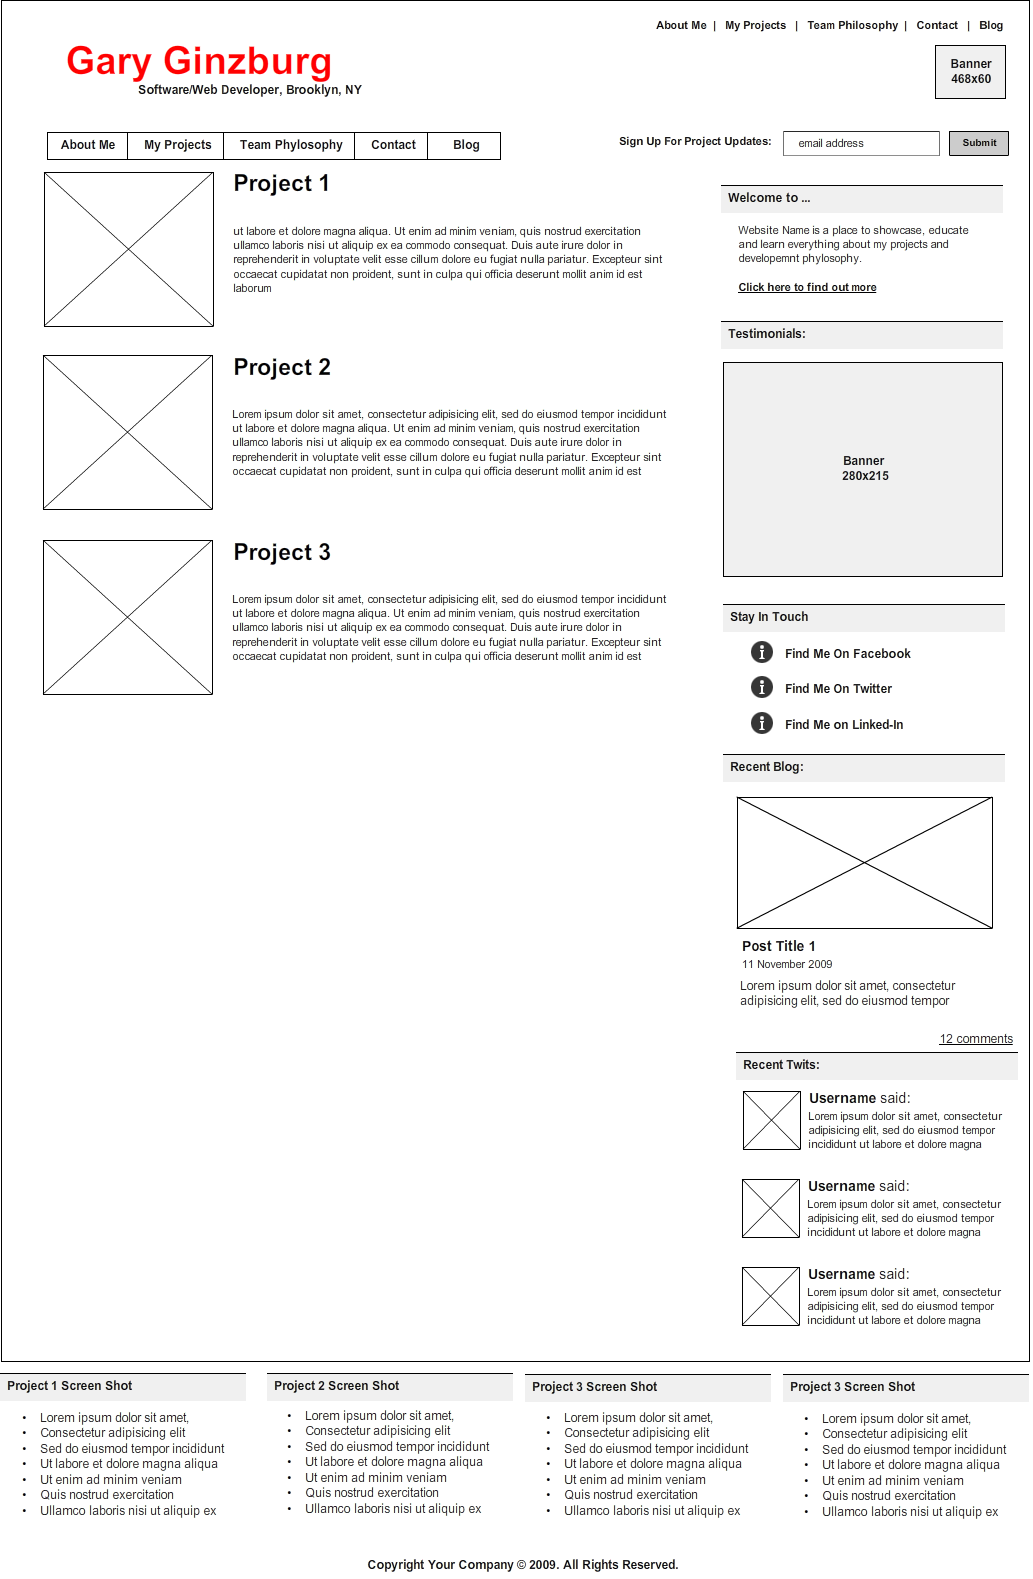 About Me | My Projects | Team Philosophy | Contact | Blog
Gary Ginzburg
Software/Web Developer, Brooklyn, NY
Banner
468x60
About Me
My Projects
Team Phylosophy
Contact
Blog
Sign Up For Project Updates:
email address
Submit
Project 1
ut labore et dolore magna aliqua. Ut enim ad minim veniam, quis nostrud exercitation
ullamco laboris nisi ut aliquip ex ea commodo consequat. Duis aute irure dolor in
reprehenderit in voluptate velit esse cillum dolore eu fugiat nulla pariatur. Excepteur sint
occaecat cupidatat non proident, sunt in culpa qui officia deserunt mollit anim id est
laborum
Project 2
Lorem ipsum dolor sit amet, consectetur adipisicing elit, sed do eiusmod tempor incididunt
ut labore et dolore magna aliqua. Ut enim ad minim veniam, quis nostrud exercitation
ullamco laboris nisi ut aliquip ex ea commodo consequat. Duis aute irure dolor in
reprehenderit in voluptate velit esse cillum dolore eu fugiat nulla pariatur. Excepteur sint
occaecat cupidatat non proident, sunt in culpa qui officia deserunt mollit anim id est
Project 3
Lorem ipsum dolor sit amet, consectetur adipisicing elit, sed do eiusmod tempor incididunt
ut labore et dolore magna aliqua. Ut enim ad minim veniam, quis nostrud exercitation
ullamco laboris nisi ut aliquip ex ea commodo consequat. Duis aute irure dolor in
reprehenderit in voluptate velit esse cillum dolore eu fugiat nulla pariatur. Excepteur sint
occaecat cupidatat non proident, sunt in culpa qui officia deserunt mollit anim id est
Welcome to ...
Website Name is a place to showcase, educate
and learn everything about my projects and
developemnt phylosophy.
Click here to find out more
Testimonials:
Banner
280x215
Stay In Touch
Find Me On Facebook
Find Me On Twitter
Find Me on Linked-In
Recent Blog:
Post Title 1
11 November 2009
Lorem ipsum dolor sit amet, consectetur
adipisicing elit, sed do eiusmod tempor
12 comments
Recent Twits:
Username said:
Lorem ipsum dolor sit amet, consectetur
adipisicing elit, sed do eiusmod tempor
incididunt ut labore et dolore magna
Username said:
Lorem ipsum dolor sit amet, consectetur
adipisicing elit, sed do eiusmod tempor
incididunt ut labore et dolore magna
Username said:
Lorem ipsum dolor sit amet, consectetur
adipisicing elit, sed do eiusmod tempor
incididunt ut labore et dolore magna
Project 1 Screen Shot
• Lorem ipsum dolor sit amet,
• Consectetur adipisicing elit
• Sed do eiusmod tempor incididunt
• Ut labore et dolore magna aliqua
• Ut enim ad minim veniam
• Quis nostrud exercitation
• Ullamco laboris nisi ut aliquip ex
Project 2 Screen Shot
• Lorem ipsum dolor sit amet,
• Consectetur adipisicing elit
• Sed do eiusmod tempor incididunt
• Ut labore et dolore magna aliqua
• Ut enim ad minim veniam
• Quis nostrud exercitation
• Ullamco laboris nisi ut aliquip ex
Project 3 Screen Shot
• Lorem ipsum dolor sit amet,
• Consectetur adipisicing elit
• Sed do eiusmod tempor incididunt
• Ut labore et dolore magna aliqua
• Ut enim ad minim veniam
• Quis nostrud exercitation
• Ullamco laboris nisi ut aliquip ex
Project 3 Screen Shot
• Lorem ipsum dolor sit amet,
• Consectetur adipisicing elit
• Sed do eiusmod tempor incididunt
• Ut labore et dolore magna aliqua
• Ut enim ad minim veniam
• Quis nostrud exercitation
• Ullamco laboris nisi ut aliquip ex
Copyright Your Company © 2009. All Rights Reserved.